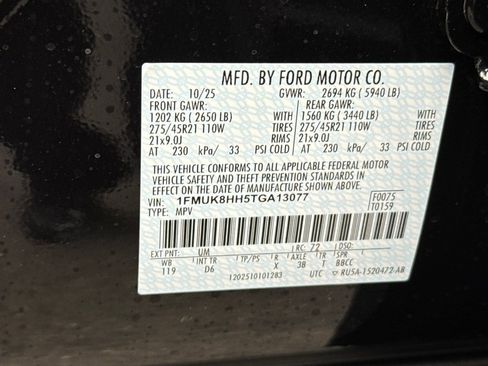 MFD. BY FORD MOTOR CO.
10/25 GVWR: 2694 KG ( 5940 LB)
FRONT GAWR: REAR GAWR:
1202 KG ( 2650 LB) WITH 1560 KG ( 3440 LB) WITH
275/45R21 110W TIRES 275/45R21 110W TIRES
21x9.0J RIMS 21x9.0J RIMS
AT 230 kPa/ 33 PSI COLD AT 230 kPa/ 33 PSI COLD
THIS VEHICLE CONFORMS TO ALL APPLICABLE FEDERAL MOTOR
VEHICLE SAFETY AND BUMPER STANDARDS IN
EFFECT ON THE DATE OF MANUFACTURE SHOWN ABOVE.
VIN: 1FMUK8HH5TGA13077 F0075
TYPE: MPV T0159
EXT PNT: UM RC: 72 DSO:
WB INT TR TP/PS R AXLE TR SPR
119 D6 X 3B T BBCC
1202510101283 UTC RU5A-1520472-AB